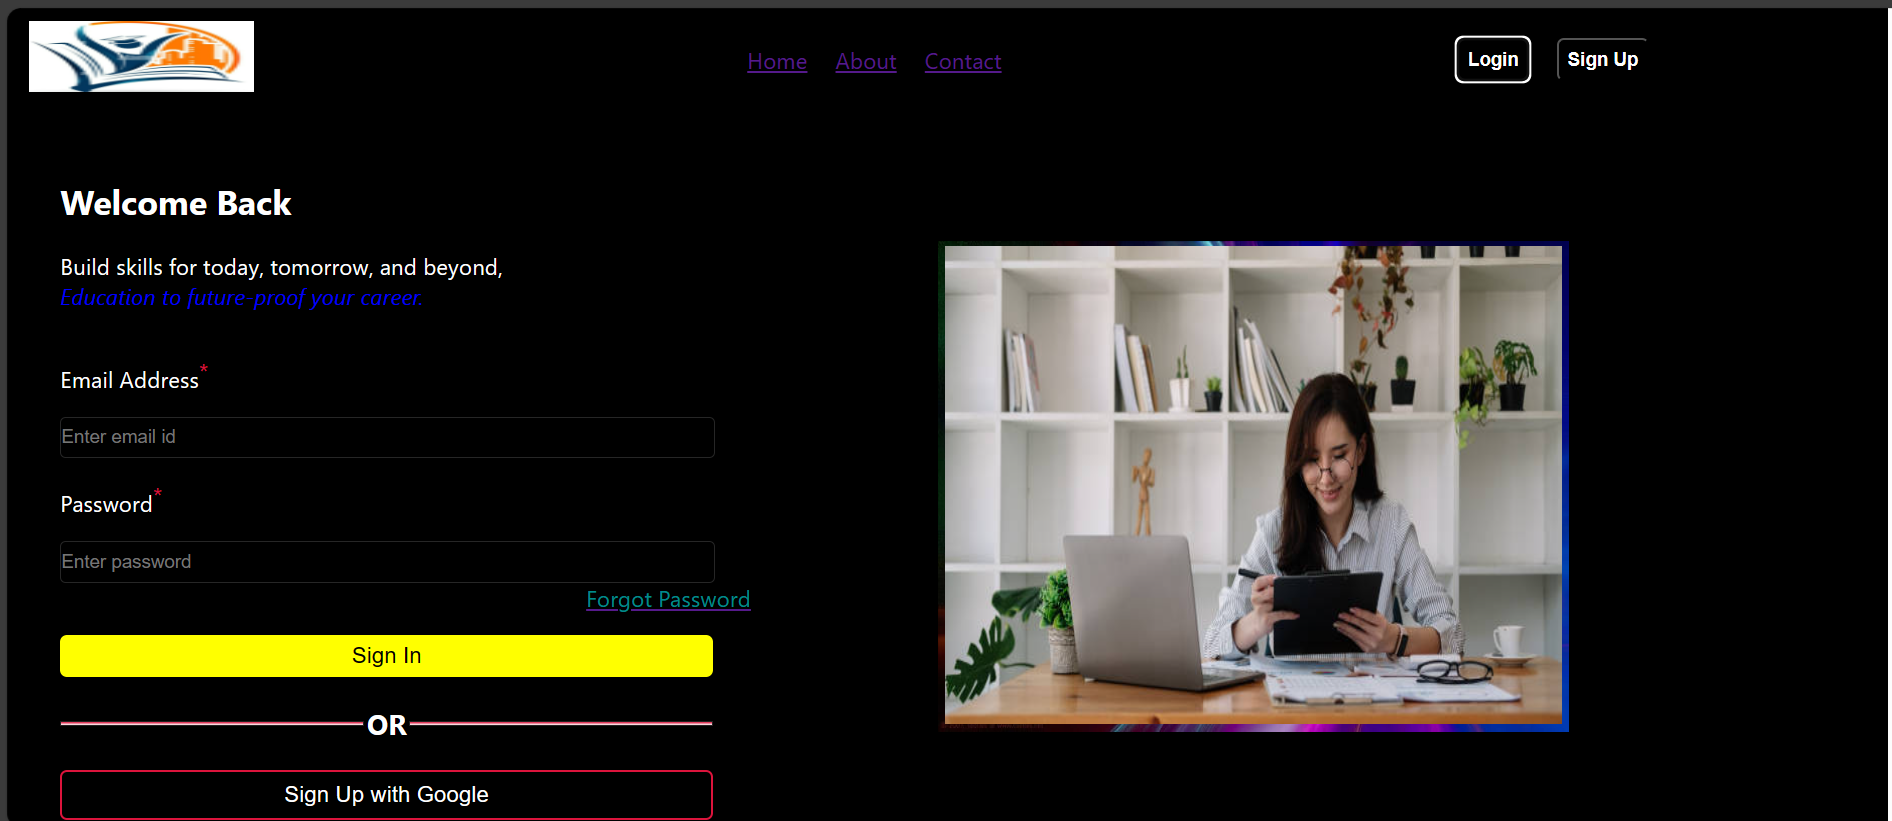 Home About Contact Login Sign Up
Welcome Back
Build skills for today, tomorrow, and beyond,
Education to future-proof your career.
Email Address*
Enter email id
Password*
Enter password
Forgot Password
Sign In
OR
Sign Up with Google